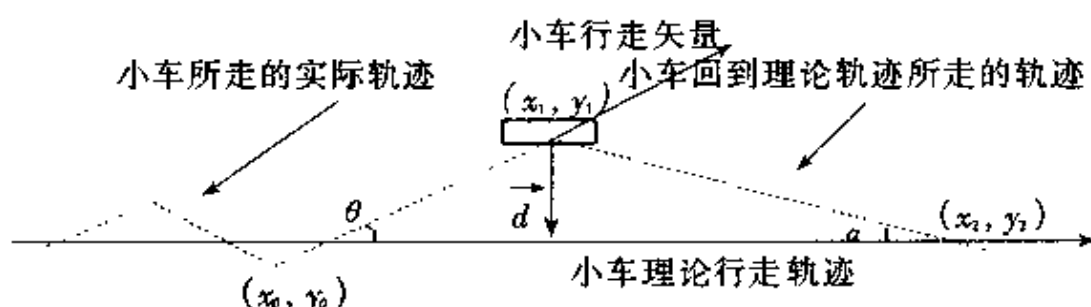 小车行走矢量
小车所走的实际轨迹
小车回到理论轨迹所走的轨迹
(x₁, y₁)
d
θ
α
(x₂, y₂)
小车理论行走轨迹
(x₀, y₀)